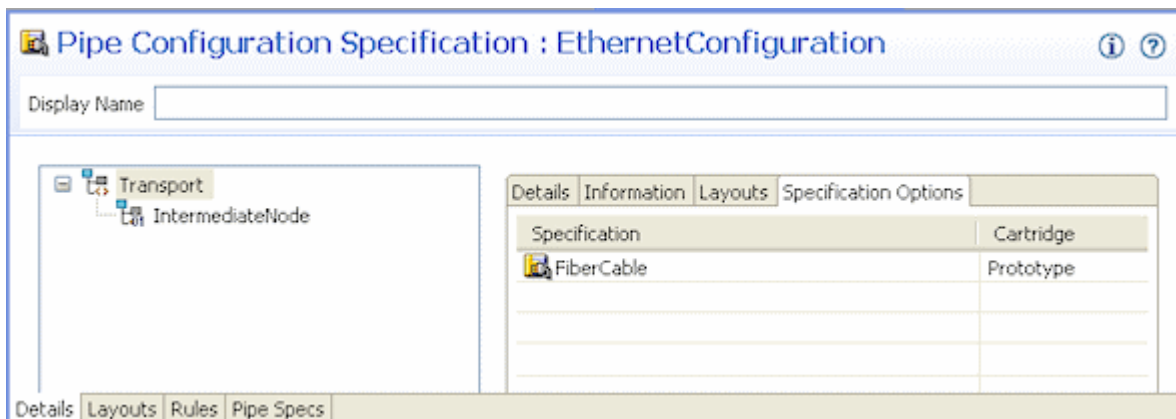 Pipe Configuration Specification : EthernetConfiguration
Display Name
Transport
IntermediateNode
Details Information Layouts Specification Options
Specification Cartridge
FiberCable Prototype
Details Layouts Rules Pipe Specs